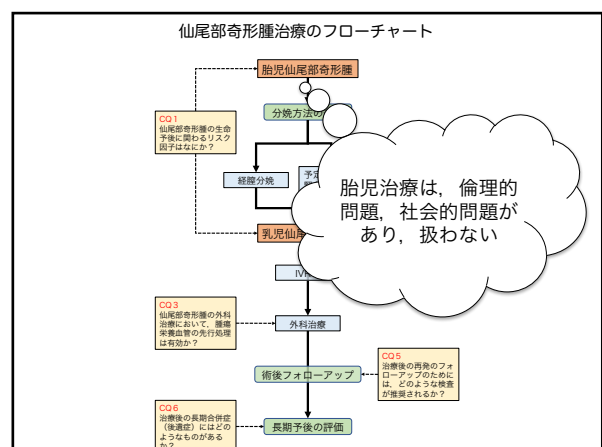 仙尾部奇形腫治療のフローチャート
胎児仙尾部奇形腫
分娩方法の
CQ1
仙尾部奇形腫の生命
予後に関わるリスク
因子はなにか？
経膣分娩
予定
胎児治療は，倫理的
問題，社会的問題が
あり，扱わない
乳児仙尾
IVR
CQ3
仙尾部奇形腫の外科
治療において，腫瘍
栄養血管の先行処理
は有効か？
外科治療
CQ5
治療後の再発のフォ
ローアップのために
は，どのような検査
が推奨されるか？
術後フォローアップ
CQ6
治療後の長期合併症
（後遺症）にはどの
ようなものがある
か？
長期予後の評価